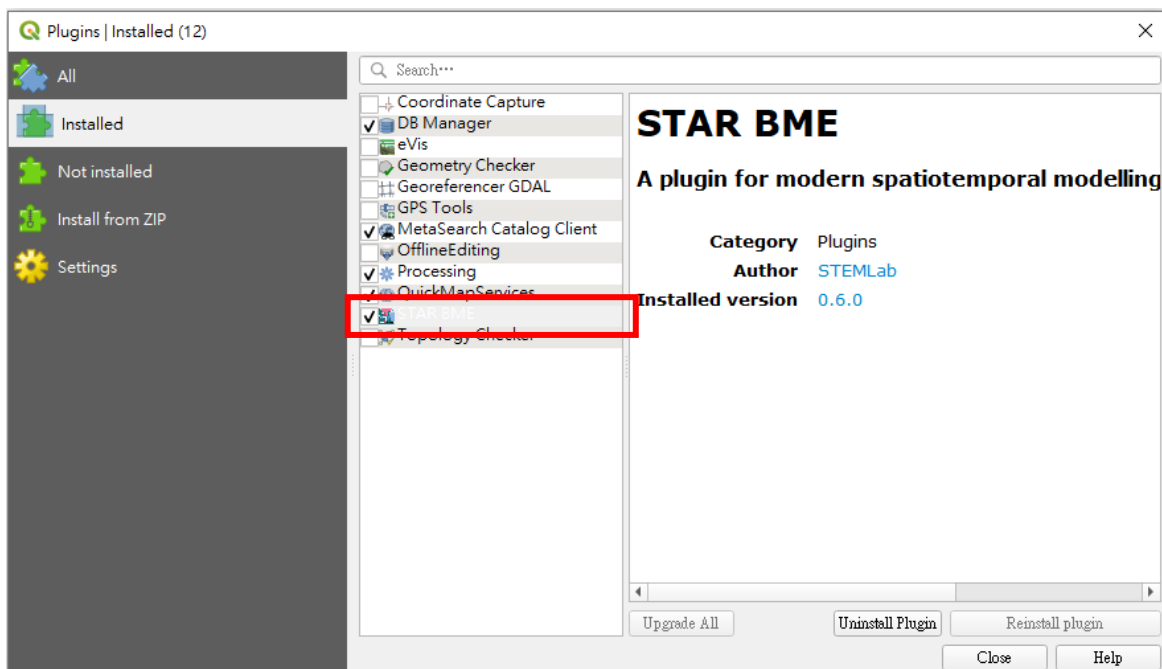 Plugins | Installed (12)
All
Installed
Not installed
Install from ZIP
Settings
Search…
Coordinate Capture
DB Manager
eVis
Geometry Checker
Georeferencer GDAL
GPS Tools
MetaSearch Catalog Client
OfflineEditing
Processing
QuickMapServices
STAR BME
Topology Checker
STAR BME
A plugin for modern spatiotemporal modelling
Category Plugins
Author STEMLab
Installed version 0.6.0
Upgrade All
Uninstall Plugin
Reinstall plugin
Close
Help